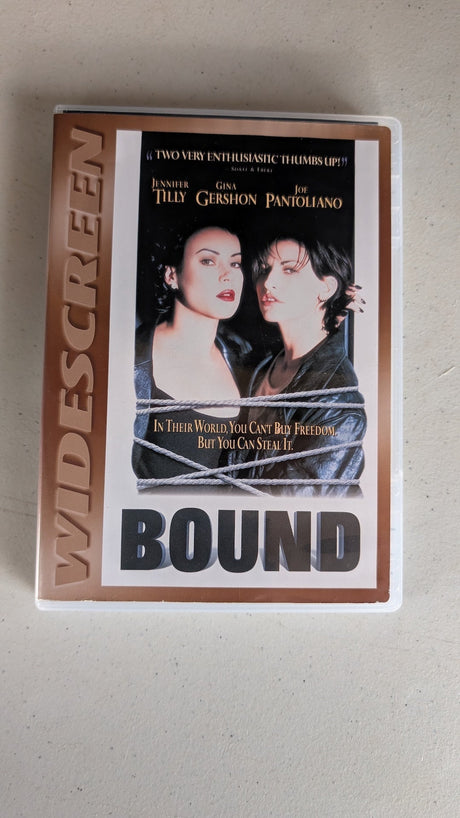 WIDESCREEN
"TWO VERY ENTHUSIASTIC THUMBS UP!"
SISKEL & EBERT
JENNIFER TILLY
GINA GERSHON
JOE PANTOLIANO
IN THEIR WORLD, YOU CAN'T BUY FREEDOM,
BUT YOU CAN STEAL IT.
BOUND